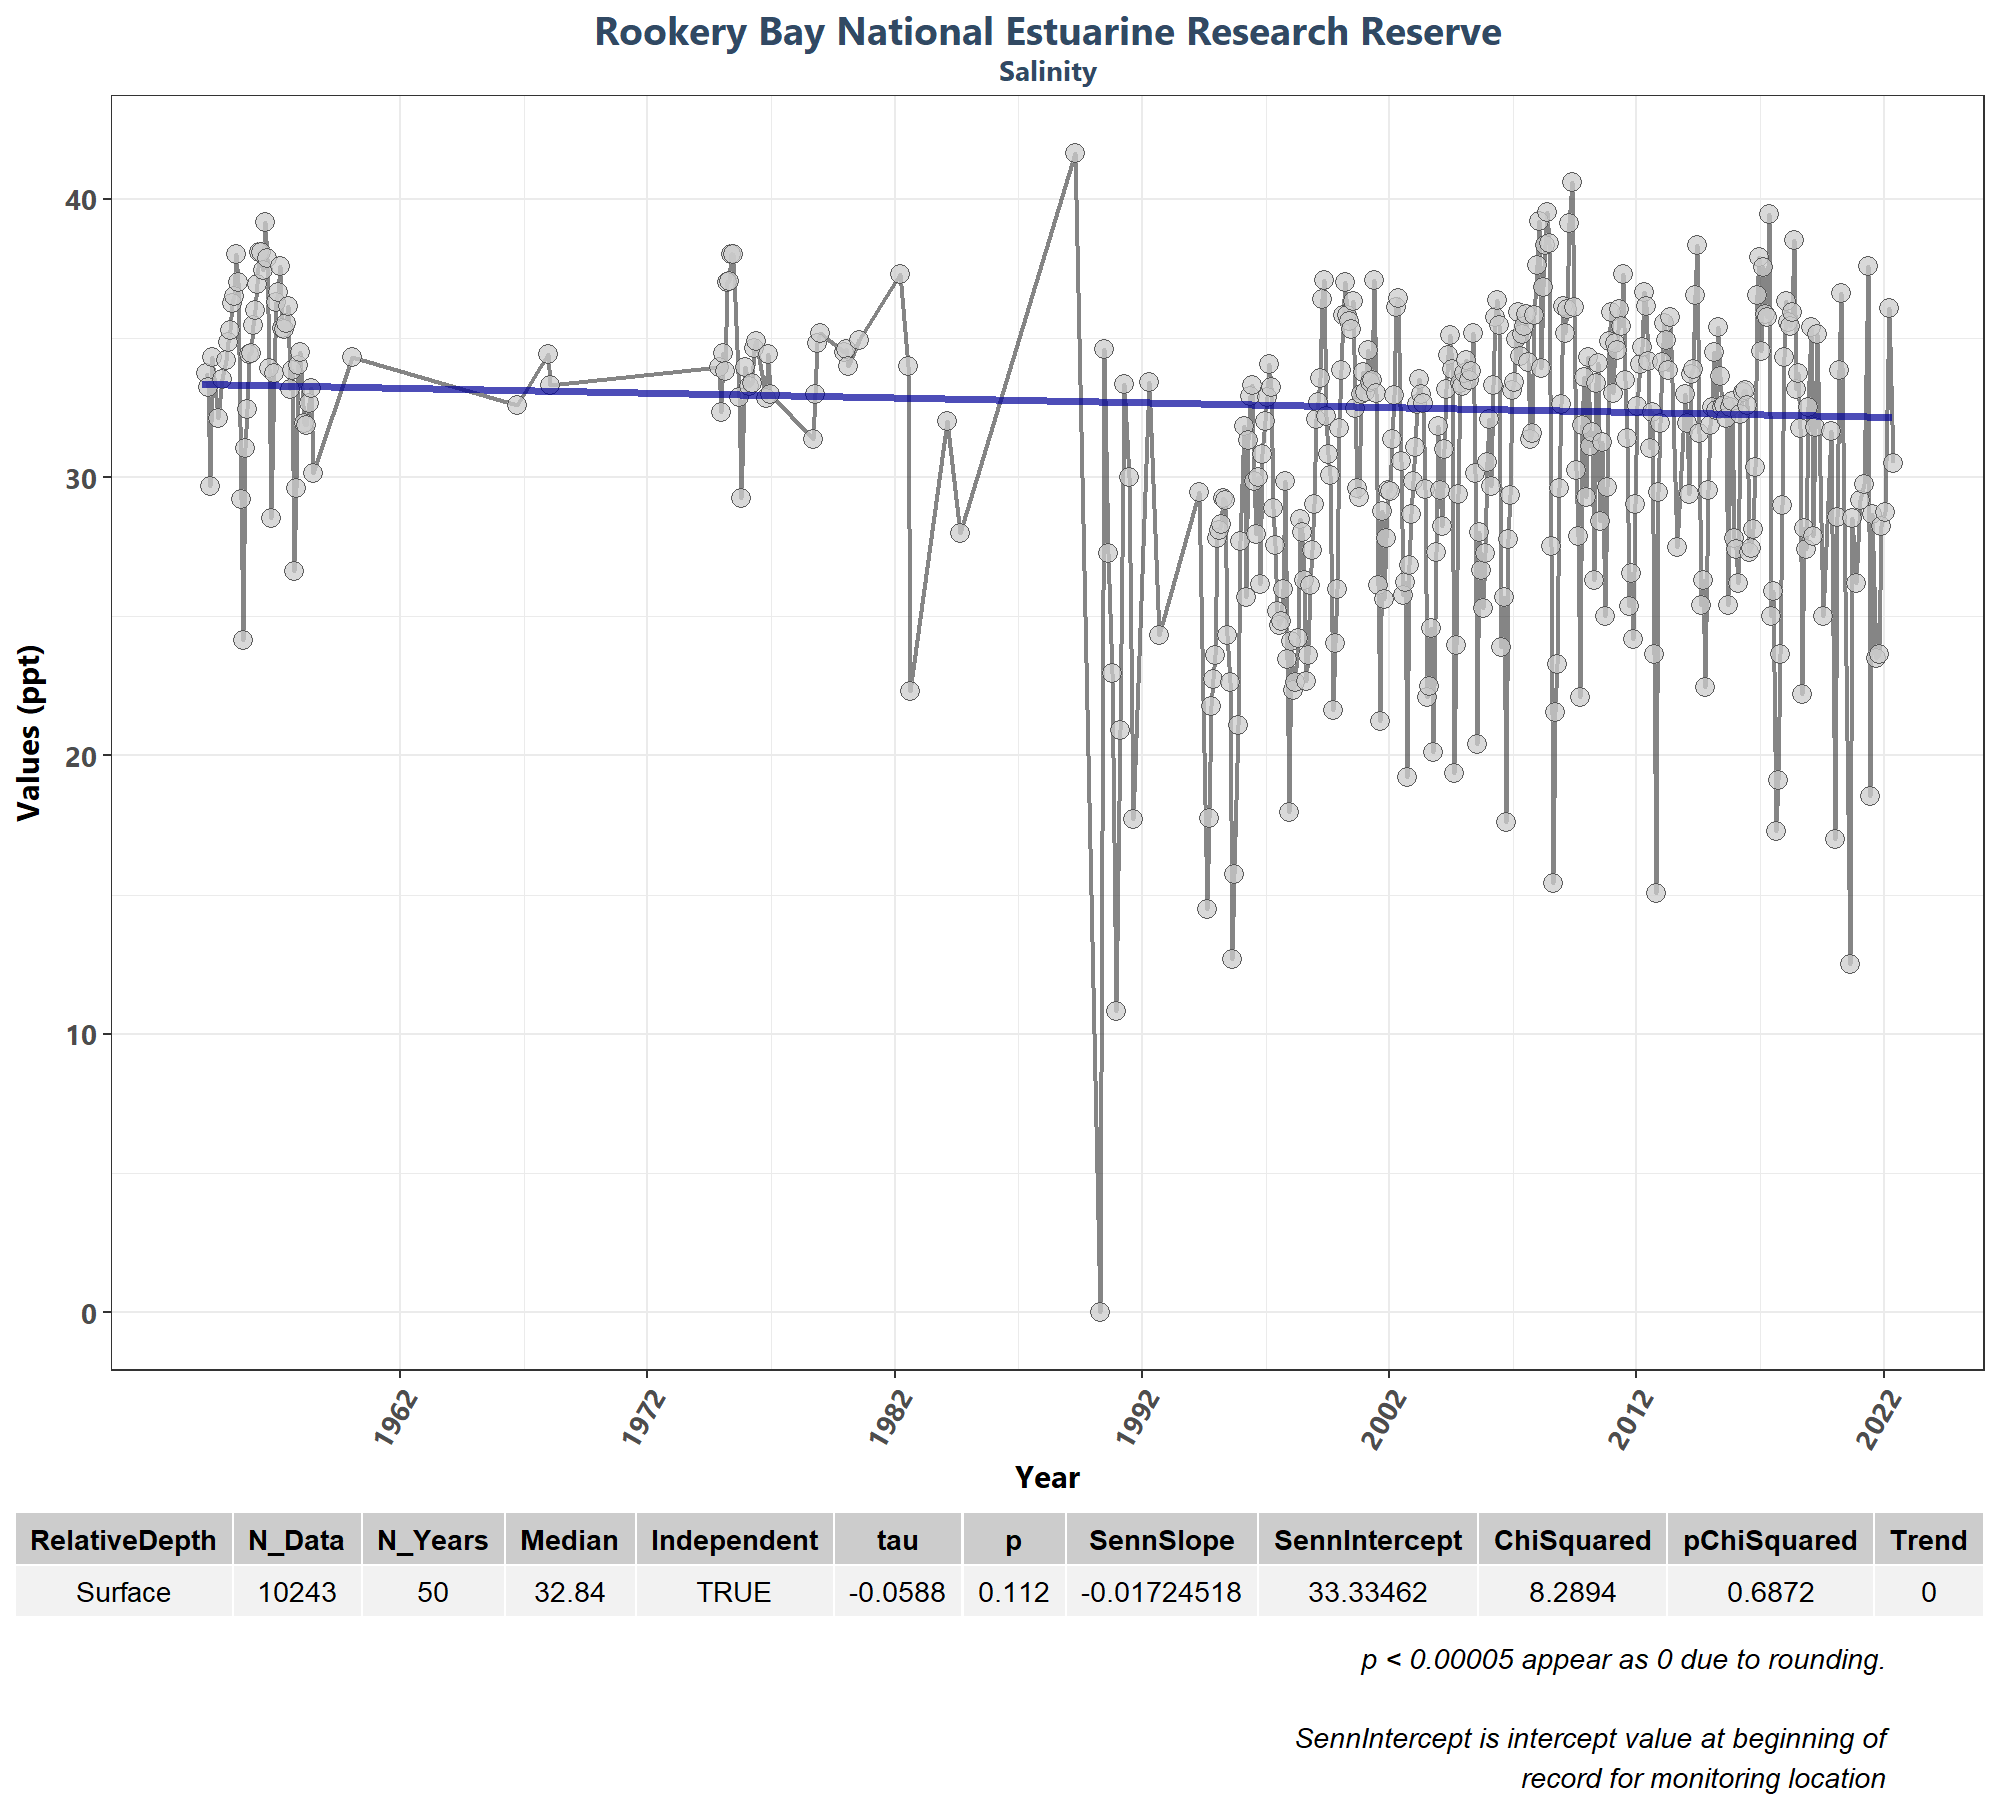 Rookery Bay National Estuarine Research Reserve
Salinity
Values (ppt)
40
30
20
10
0
1962 1972 1982 1992 2002 2012 2022
Year
RelativeDepth N_Data N_Years Median Independent tau p SennSlope SennIntercept ChiSquared pChiSquared Trend
Surface 10243 50 32.84 TRUE -0.0588 0.112 -0.01724518 33.33462 8.2894 0.6872 0
p < 0.00005 appear as 0 due to rounding.
SennIntercept is intercept value at beginning of
record for monitoring location